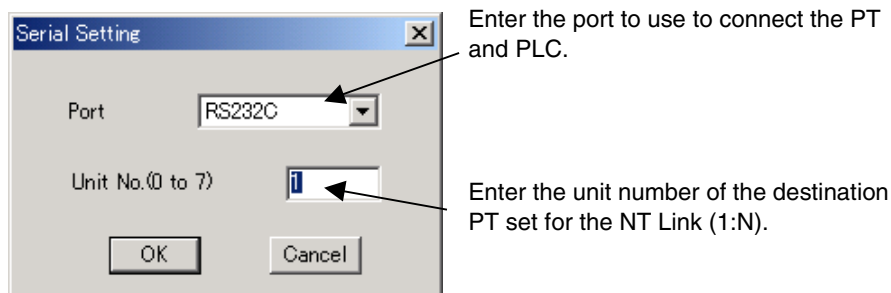 Serial Setting
Enter the port to use to connect the PT
and PLC.
Port
RS232C
Unit No.(0 to 7)
1
Enter the unit number of the destination
PT set for the NT Link (1:N).
OK
Cancel